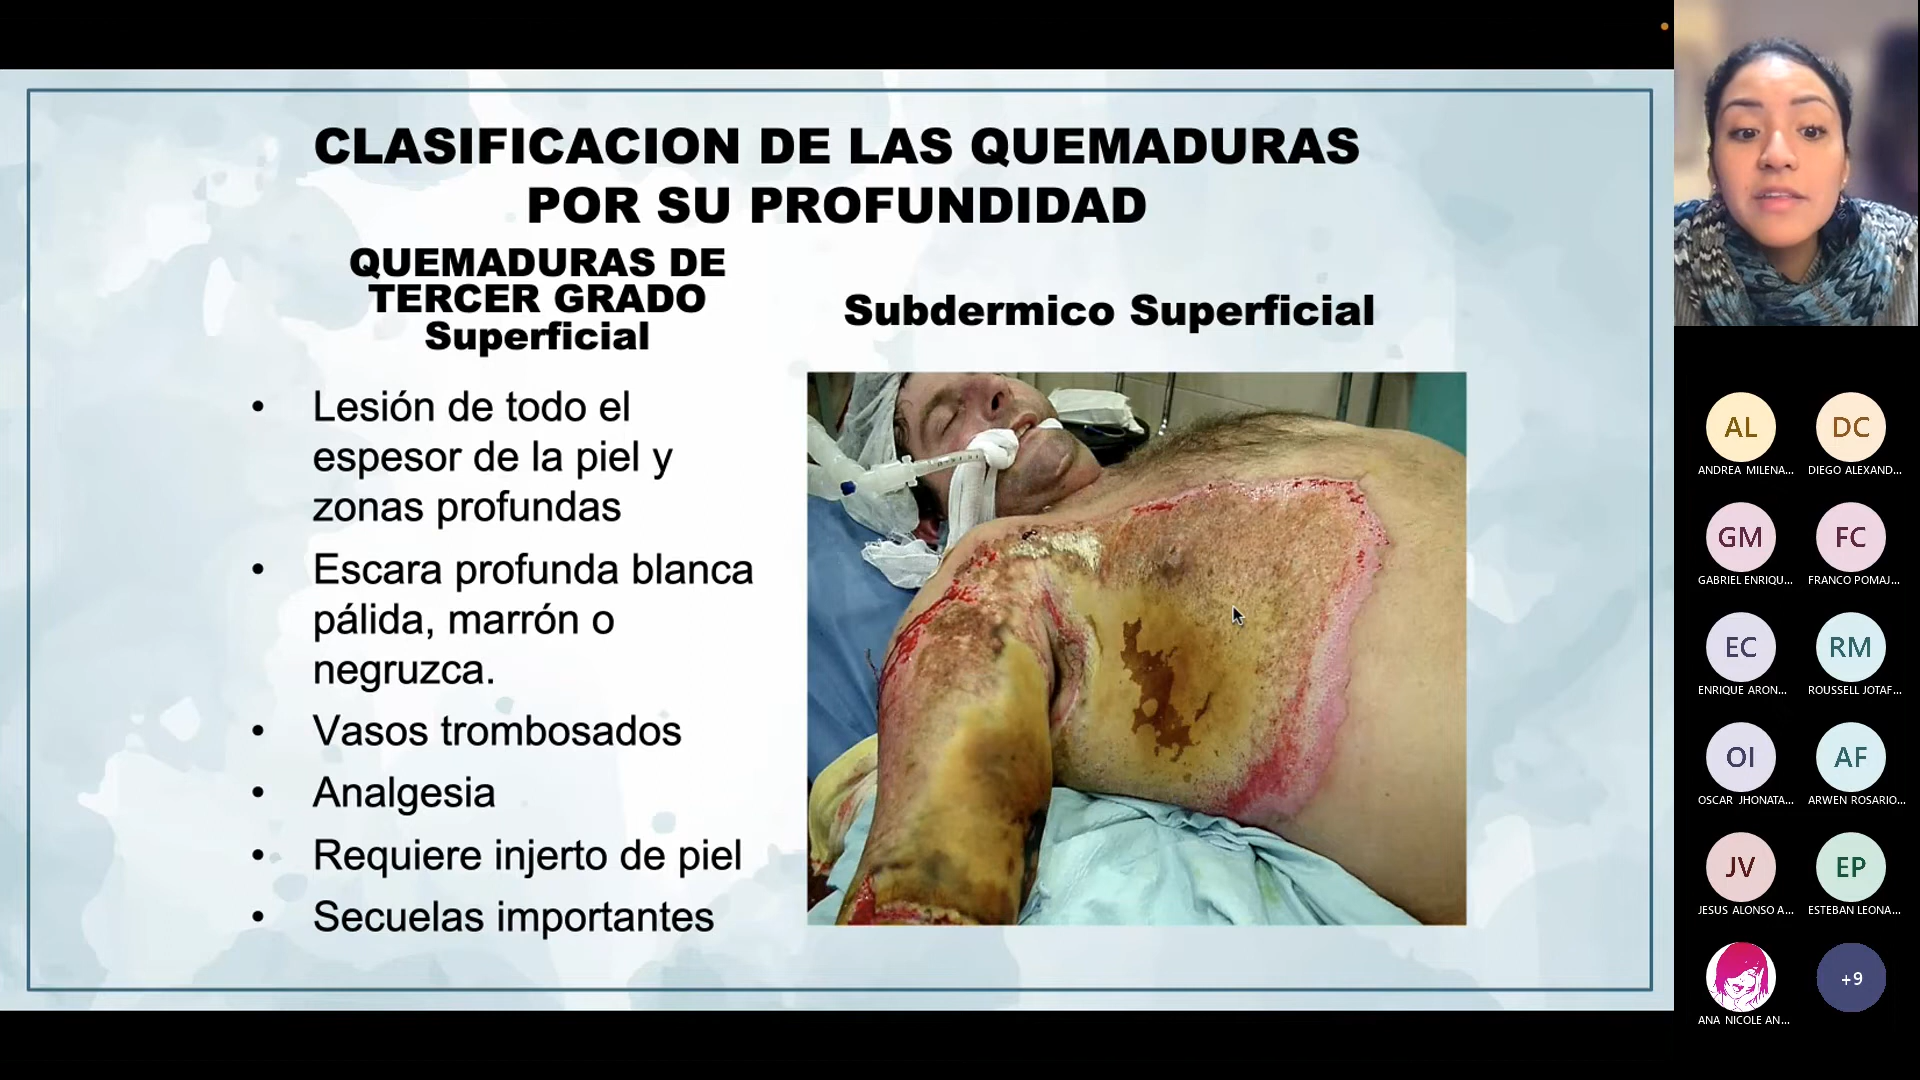 CLASIFICACION DE LAS QUEMADURAS
POR SU PROFUNDIDAD
QUEMADURAS DE
TERCER GRADO
Superficial
• Lesión de todo el
espesor de la piel y
zonas profundas
• Escara profunda blanca
pálida, marrón o
negruzca.
• Vasos trombosados
• Analgesia
• Requiere injerto de piel
• Secuelas importantes
Subdermico Superficial
AL
DC
ANDREA MILENA...
DIEGO ALEXAND...
GM
FC
GABRIEL ENRIQU...
FRANCO POMAJ...
EC
RM
ENRIQUE ARON...
ROUSSELL JOTAF...
OI
AF
OSCAR JHONATA...
ARWEN ROSARIO...
JV
EP
JESUS ALONSO A...
ESTEBAN LEONA...
+9
ANA NICOLE AN...